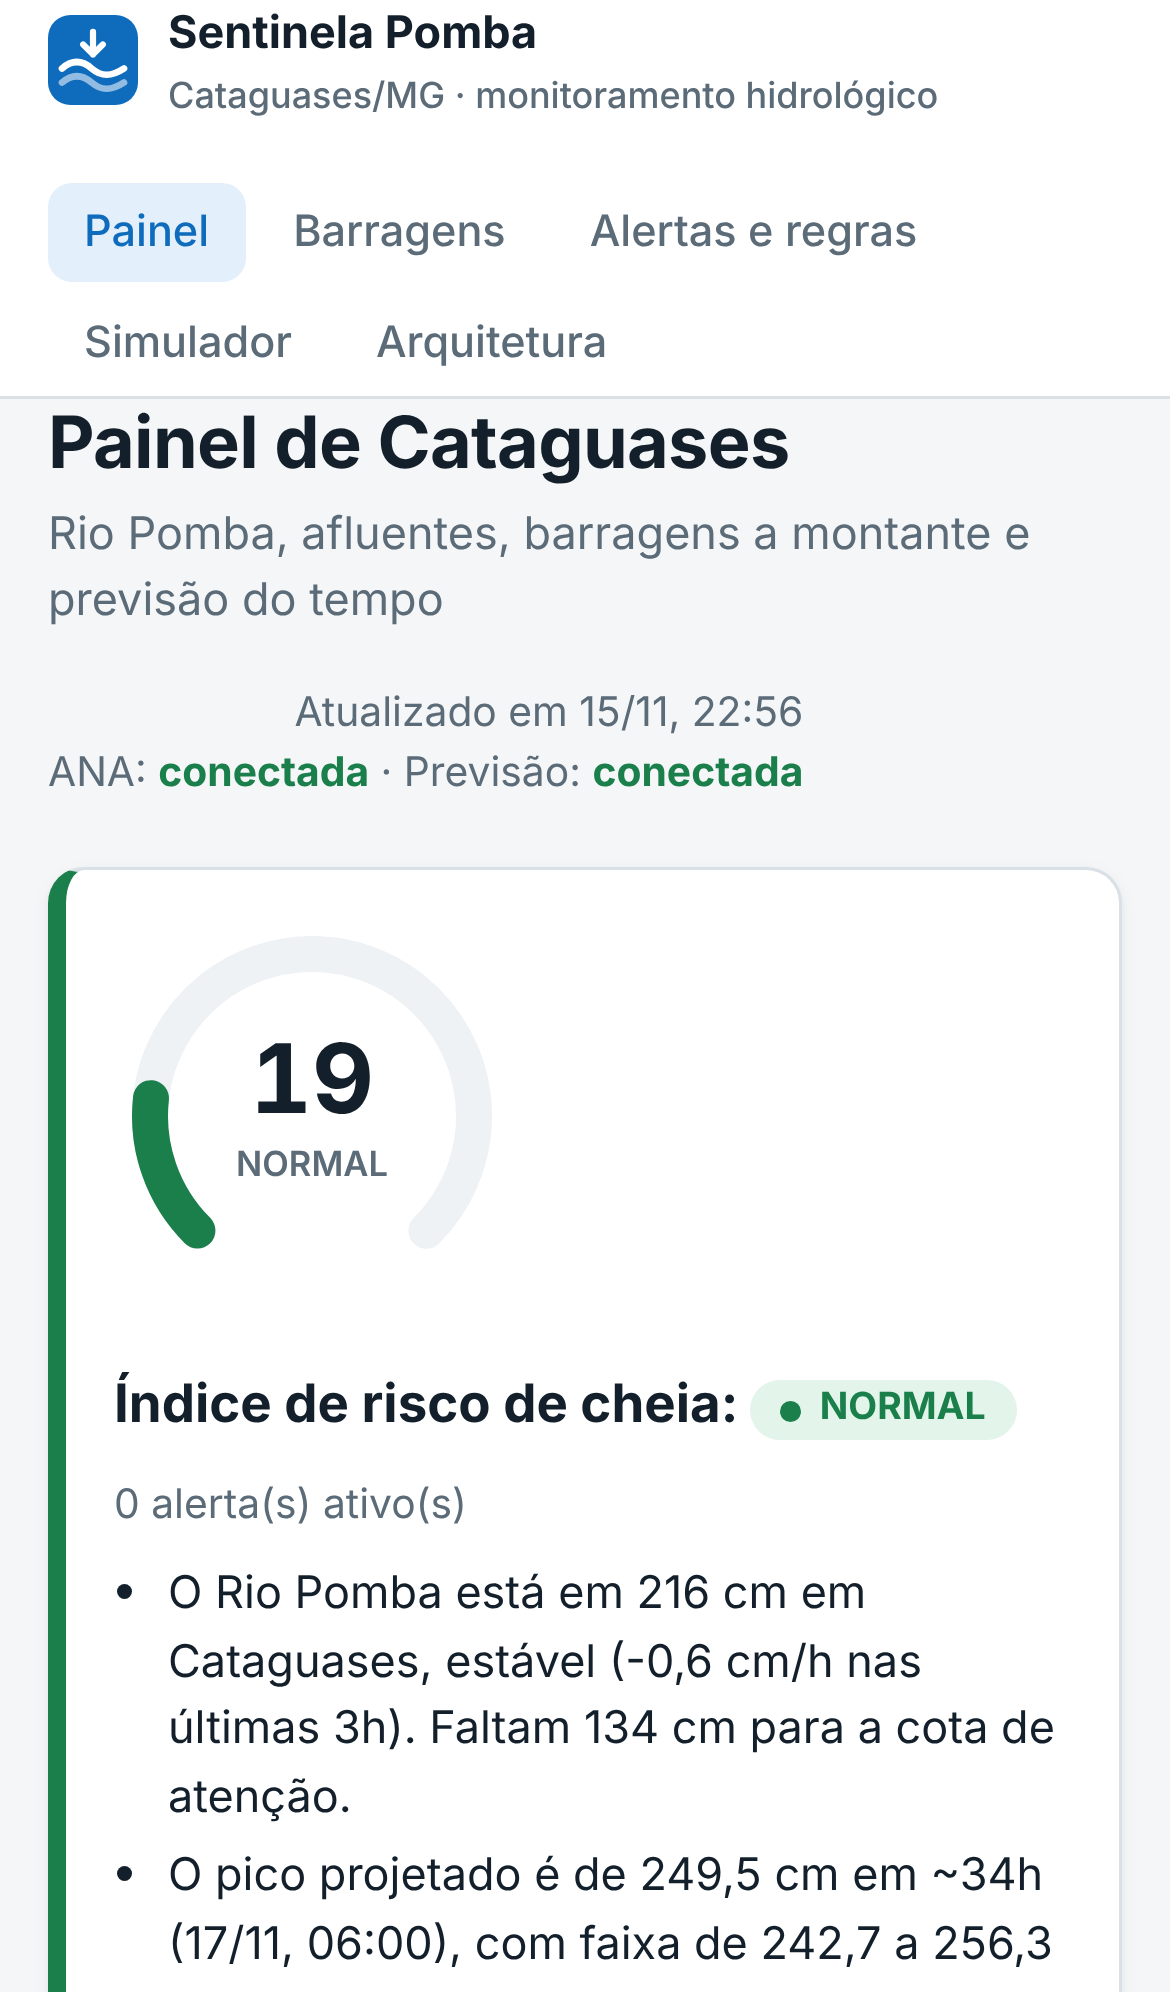 Sentinela Pomba
Cataguases/MG · monitoramento hidrológico
Painel Barragens Alertas e regras
Simulador Arquitetura
Painel de Cataguases
Rio Pomba, afluentes, barragens a montante e
previsão do tempo
Atualizado em 15/11, 22:56
ANA: conectada · Previsão: conectada
19
NORMAL
Índice de risco de cheia: ● NORMAL
0 alerta(s) ativo(s)
• O Rio Pomba está em 216 cm em
Cataguases, estável (-0,6 cm/h nas
últimas 3h). Faltam 134 cm para a cota de
atenção.
• O pico projetado é de 249,5 cm em ~34h
(17/11, 06:00), com faixa de 242,7 a 256,3